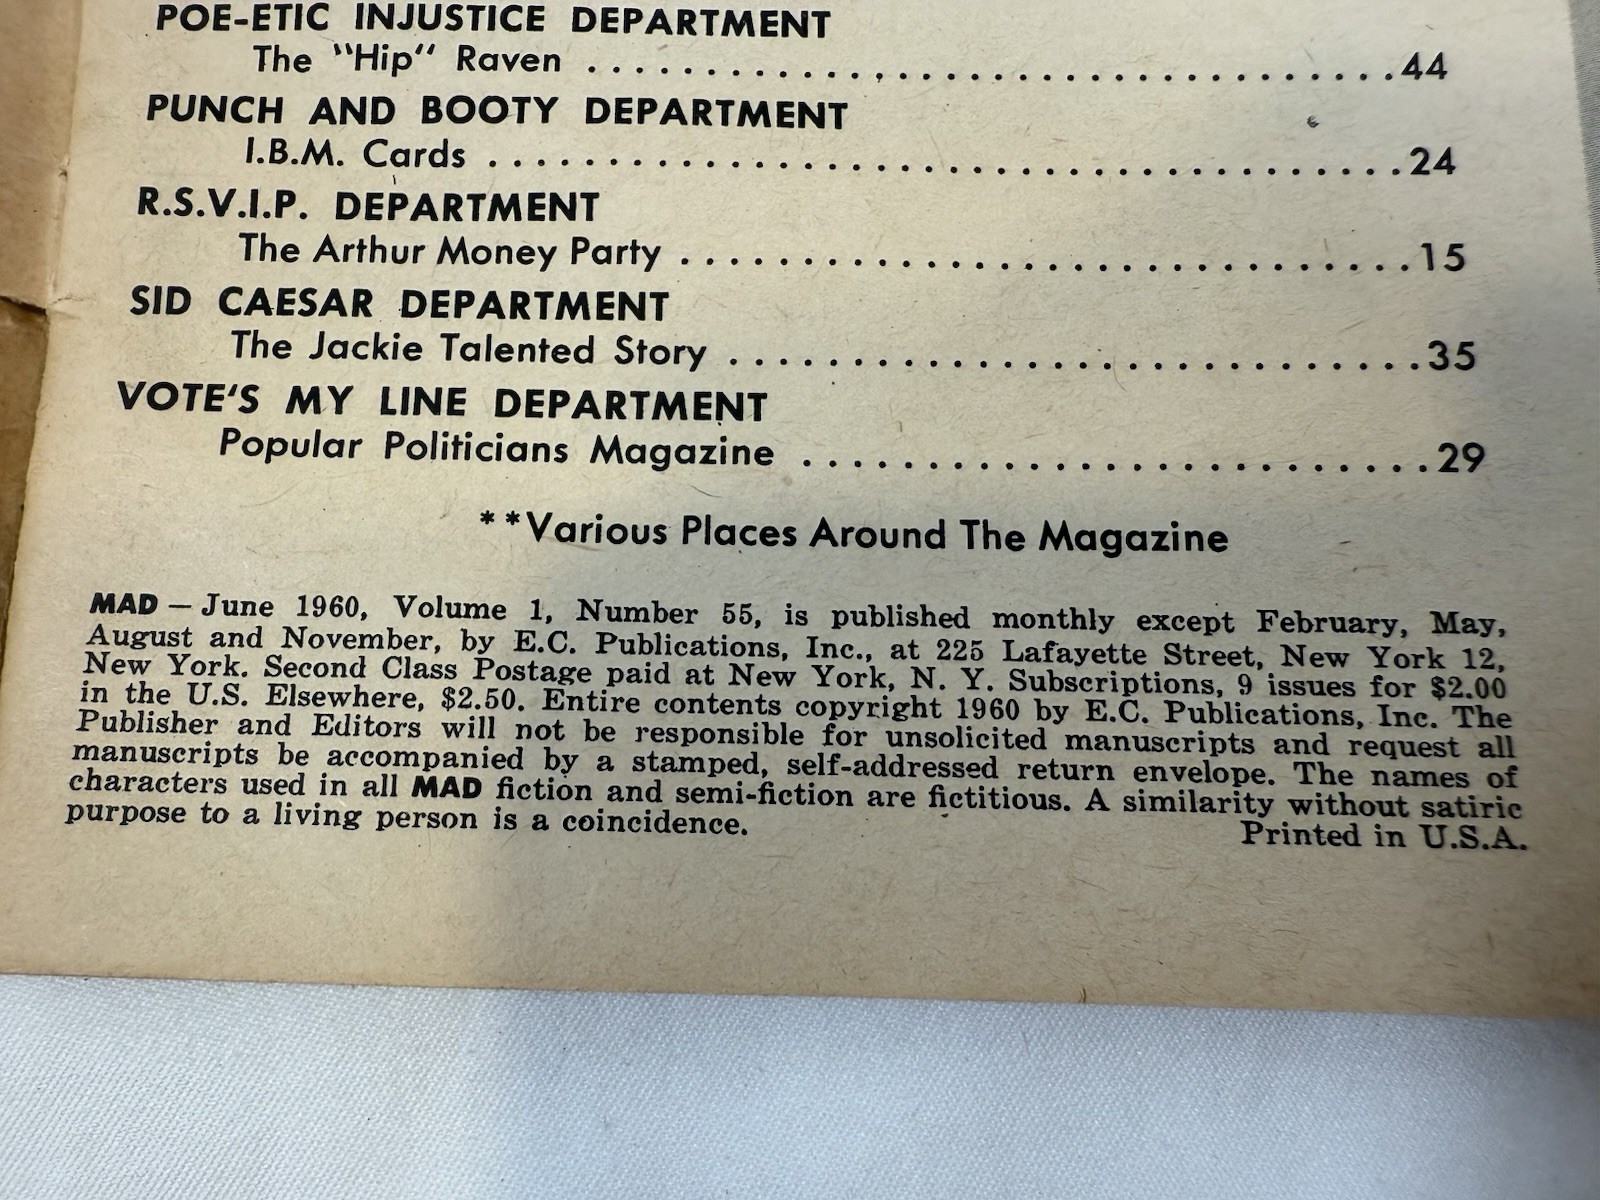 POE-ETIC INJUSTICE DEPARTMENT
The "Hip" Raven ....................................44
PUNCH AND BOOTY DEPARTMENT
I.B.M. Cards ........................................24
R.S.V.I.P. DEPARTMENT
The Arthur Money Party ..............................15
SID CAESAR DEPARTMENT
The Jackie Talented Story ............................35
VOTE'S MY LINE DEPARTMENT
Popular Politicians Magazine .........................29
**Various Places Around The Magazine
MAD — June 1960, Volume 1, Number 55, is published monthly except February, May,
August and November, by E.C. Publications, Inc., at 225 Lafayette Street, New York 12,
New York. Second Class Postage paid at New York, N. Y. Subscriptions, 9 issues for $2.00
in the U.S. Elsewhere, $2.50. Entire contents copyright 1960 by E.C. Publications, Inc. The
Publisher and Editors will not be responsible for unsolicited manuscripts and request all
manuscripts be accompanied by a stamped, self-addressed return envelope. The names of
characters used in all MAD fiction and semi-fiction are fictitious. A similarity without satiric
purpose to a living person is a coincidence.
Printed in U.S.A.